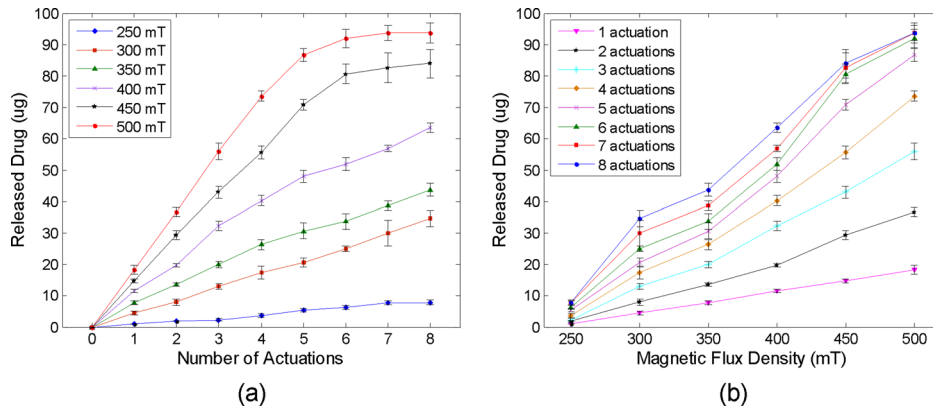 100
90
80
70
60
50
40
30
20
10
0
Released Drug (ug)
250 mT
300 mT
350 mT
400 mT
450 mT
500 mT
0 1 2 3 4 5 6 7 8
Number of Actuations
(a)
100
90
80
70
60
50
40
30
20
10
0
Released Drug (ug)
1 actuation
2 actuations
3 actuations
4 actuations
5 actuations
6 actuations
7 actuations
8 actuations
250 300 350 400 450 500
Magnetic Flux Density (mT)
(b)